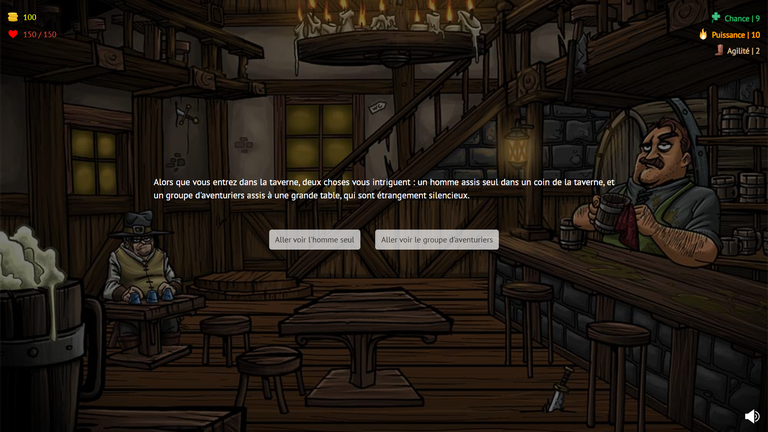 100
150 / 150
Chance | 9
Puissance | 10
Agilité | 2
Alors que vous entrez dans la taverne, deux choses vous intriguent : un homme assis seul dans un coin de la taverne, et
un groupe d'aventuriers assis à une grande table, qui sont étrangement silencieux.
Aller voir l'homme seul
Aller voir le groupe d'aventuriers